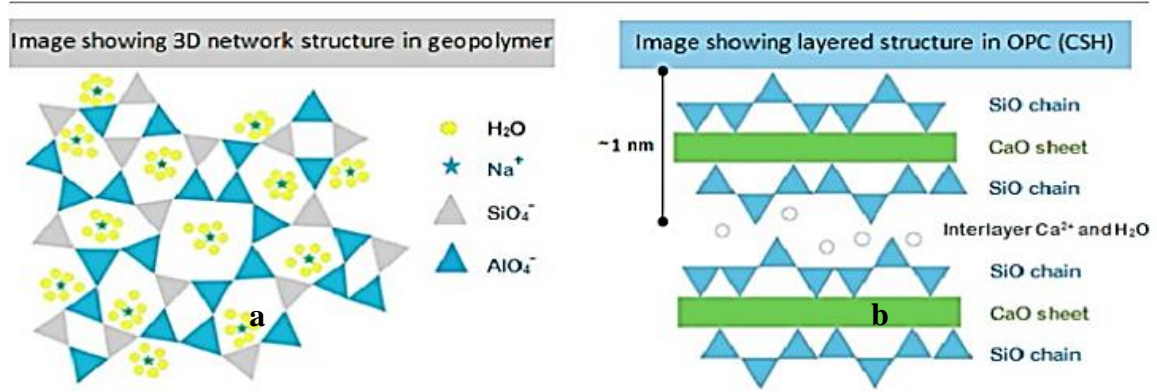 Image showing 3D network structure in geopolymer
H₂O
Na⁺
SiO₄⁻
AlO₄⁻
a
Image showing layered structure in OPC (CSH)
~1 nm
SiO chain
CaO sheet
SiO chain
Interlayer Ca²⁺ and H₂O
SiO chain
CaO sheet
b
SiO chain